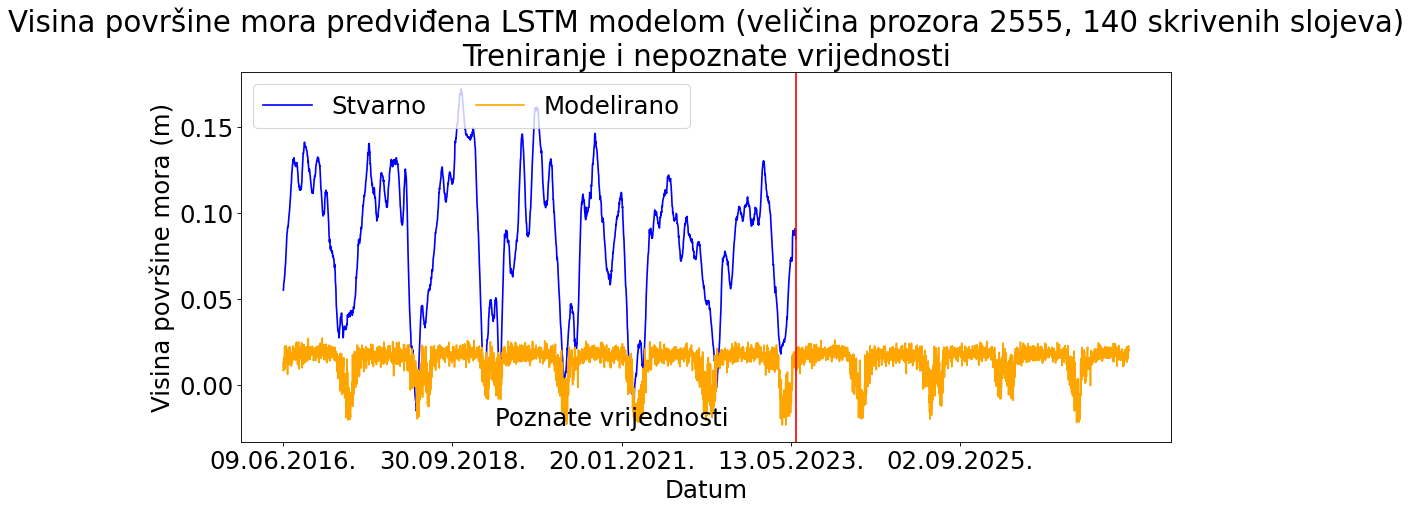 Visina površine mora predviđena LSTM modelom (veličina prozora 2555, 140 skrivenih slojeva)
Treniranje i nepoznate vrijednosti
Stvarno Modelirano
Visina površine mora (m)
0.15
0.10
0.05
0.00
Poznate vrijednosti
09.06.2016. 30.09.2018. 20.01.2021. 13.05.2023. 02.09.2025.
Datum